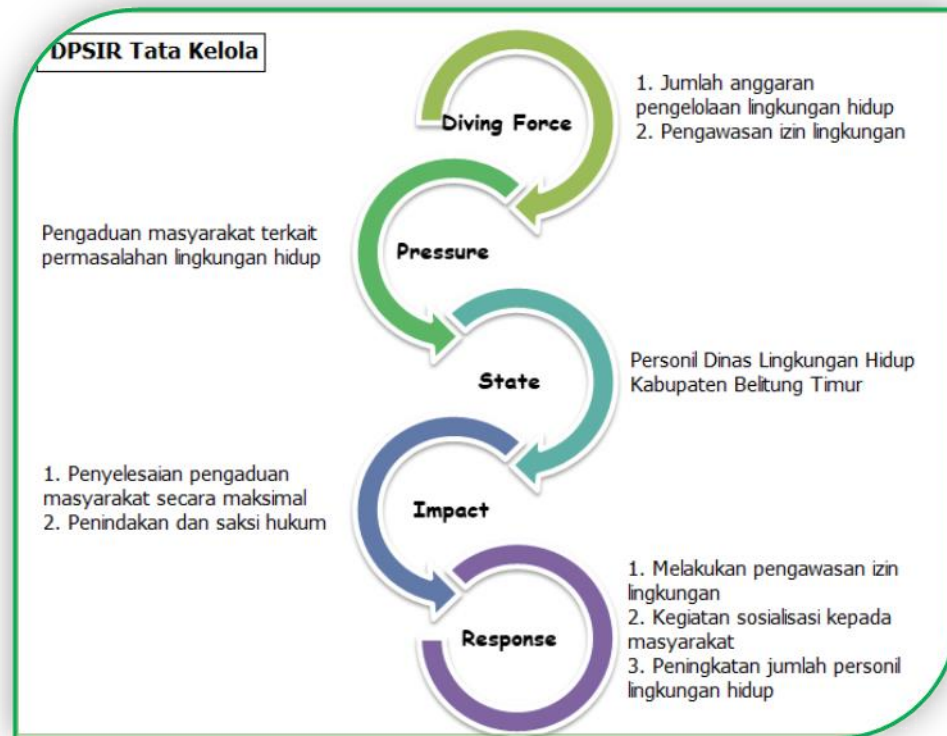 DPSIR Tata Kelola
Diving Force
1. Jumlah anggaran
pengelolaan lingkungan hidup
2. Pengawasan izin lingkungan
Pengaduan masyarakat terkait
permasalahan lingkungan hidup
Pressure
State
Personil Dinas Lingkungan Hidup
Kabupaten Belitung Timur
1. Penyelesaian pengaduan
masyarakat secara maksimal
2. Penindakan dan saksi hukum
Impact
Response
1. Melakukan pengawasan izin
lingkungan
2. Kegiatan sosialisasi kepada
masyarakat
3. Peningkatan jumlah personil
lingkungan hidup